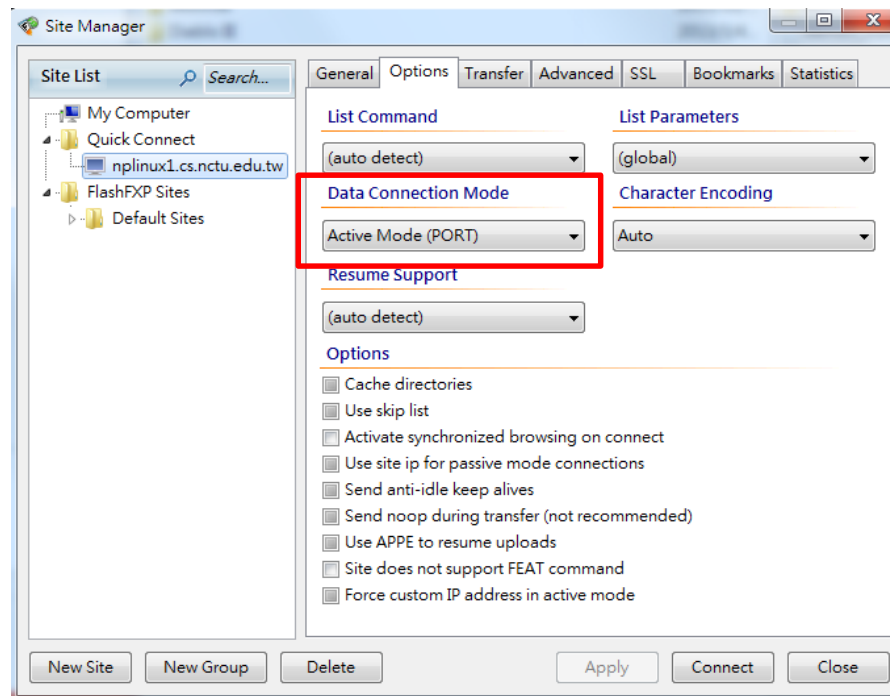 Site Manager
Site List
Search...
My Computer
Quick Connect
nplinux1.cs.nctu.edu.tw
FlashFXP Sites
Default Sites
General Options Transfer Advanced SSL Bookmarks Statistics
List Command List Parameters
(auto detect) (global)
Data Connection Mode Character Encoding
Active Mode (PORT) Auto
Resume Support
(auto detect)
Options
Cache directories
Use skip list
Activate synchronized browsing on connect
Use site ip for passive mode connections
Send anti-idle keep alives
Send noop during transfer (not recommended)
Use APPE to resume uploads
Site does not support FEAT command
Force custom IP address in active mode
New Site New Group Delete Apply Connect Close